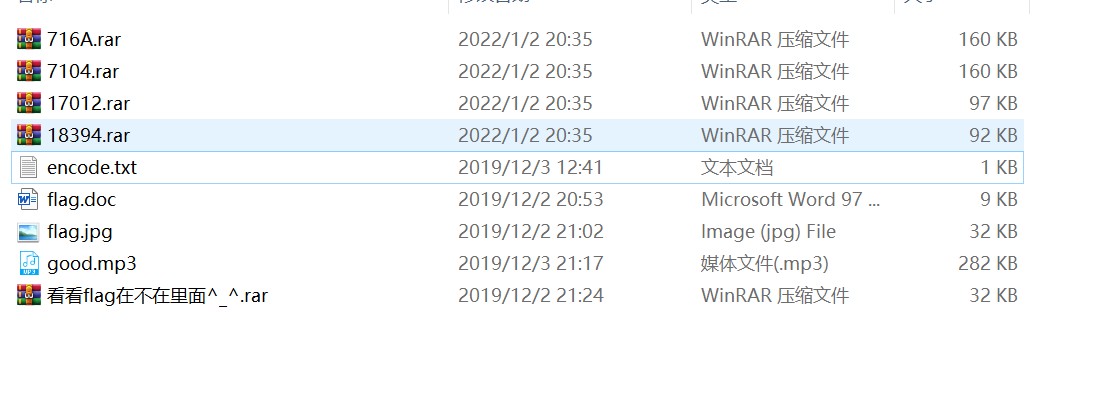 716A.rar 2022/1/2 20:35 WinRAR 压缩文件 160 KB
7104.rar 2022/1/2 20:35 WinRAR 压缩文件 160 KB
17012.rar 2022/1/2 20:35 WinRAR 压缩文件 97 KB
18394.rar 2022/1/2 20:35 WinRAR 压缩文件 92 KB
encode.txt 2019/12/3 12:41 文本文档 1 KB
flag.doc 2019/12/2 20:53 Microsoft Word 97 ... 9 KB
flag.jpg 2019/12/2 21:02 Image (jpg) File 32 KB
good.mp3 2019/12/3 21:17 媒体文件(.mp3) 282 KB
看看flag在不在里面^_^.rar 2019/12/2 21:24 WinRAR 压缩文件 32 KB